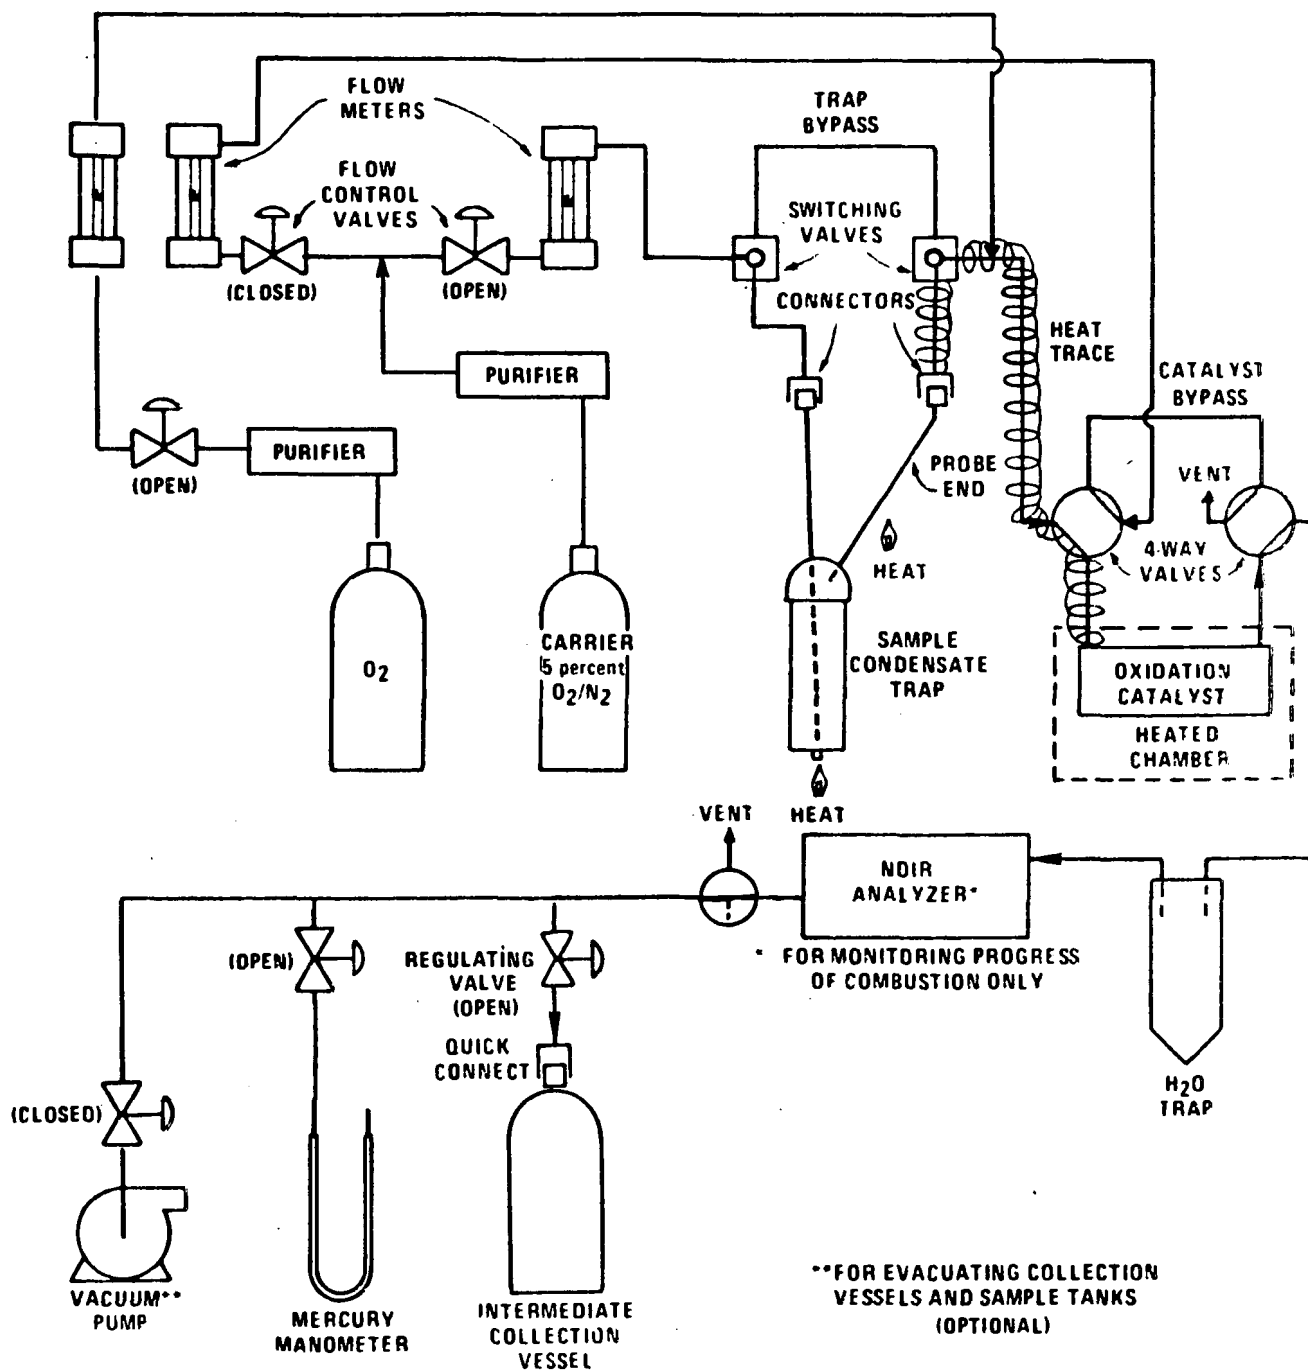 FLOW
METERS
TRAP
BYPASS
FLOW
CONTROL
VALVES
SWITCHING
VALVES
(CLOSED)
(OPEN)
CONNECTORS
HEAT
TRACE
PURIFIER
CATALYST
BYPASS
PURIFIER
(OPEN)
PROBE
END
VENT
HEAT
4-WAY
VALVES
O2
CARRIER
5 percent
O2/N2
SAMPLE
CONDENSATE
TRAP
OXIDATION
CATALYST
HEATED
CHAMBER
HEAT
VENT
NDIR
ANALYZER*
* FOR MONITORING PROGRESS
OF COMBUSTION ONLY
(OPEN)
REGULATING
VALVE
(OPEN)
QUICK
CONNECT
H2O
TRAP
(CLOSED)
VACUUM**
PUMP
MERCURY
MANOMETER
INTERMEDIATE
COLLECTION
VESSEL
**FOR EVACUATING COLLECTION
VESSELS AND SAMPLE TANKS
(OPTIONAL)